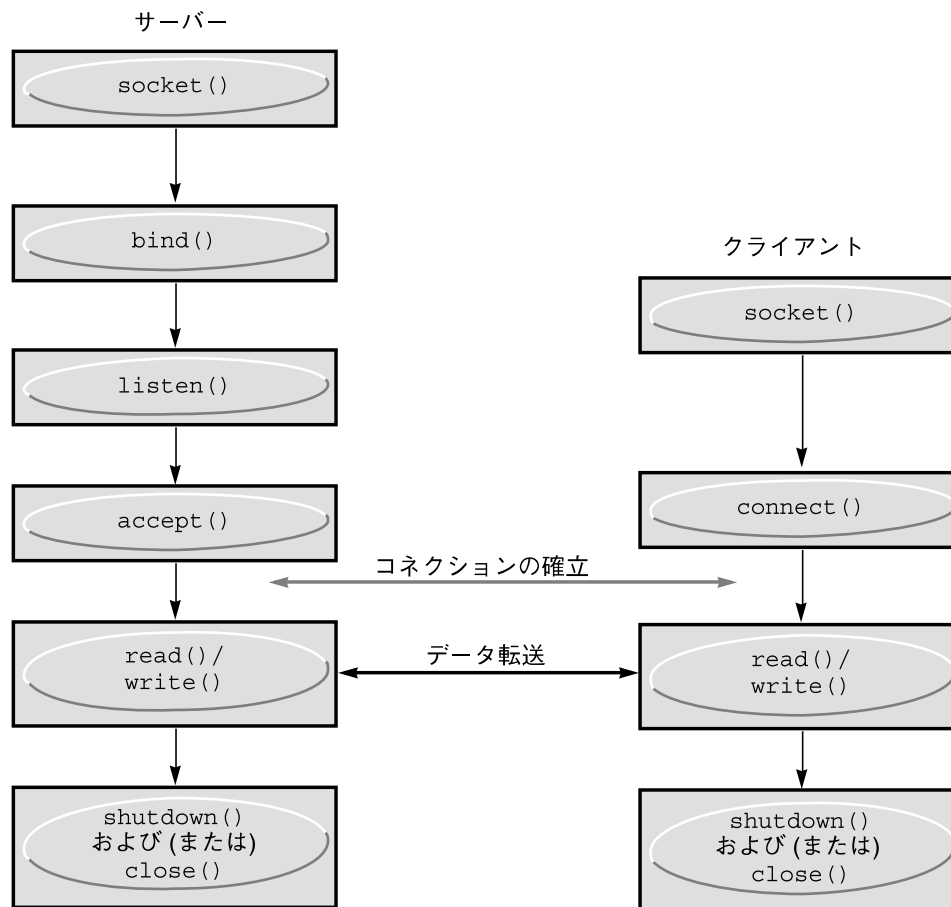 サーバー
socket()
bind()
クライアント
socket()
listen()
accept()
connect()
コネクションの確立
read()/
write()
データ転送
read()/
write()
shutdown()
および (または)
close()
shutdown()
および (または)
close()